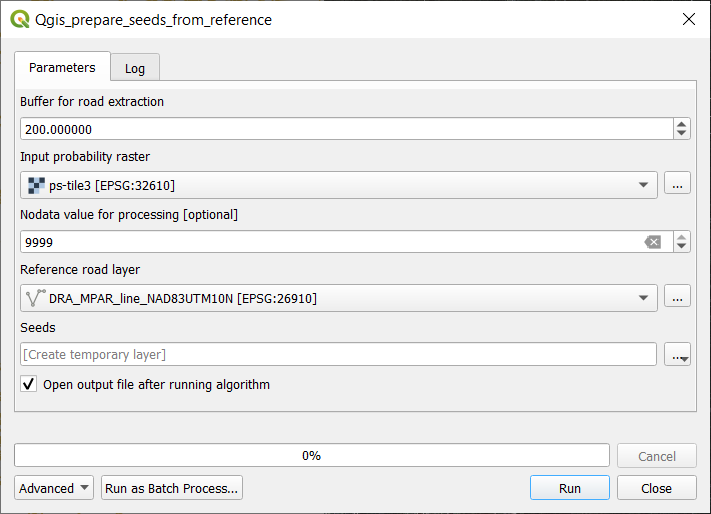 Qgis_prepare_seeds_from_reference
Parameters
Log
Buffer for road extraction
200.000000
Input probability raster
ps-tile3 [EPSG:32610]
...
Nodata value for processing [optional]
9999
Reference road layer
DRA_MPAR_line_NAD83UTM10N [EPSG:26910]
...
Seeds
[Create temporary layer]
...
Open output file after running algorithm
0%
Cancel
Advanced
Run as Batch Process...
Run
Close